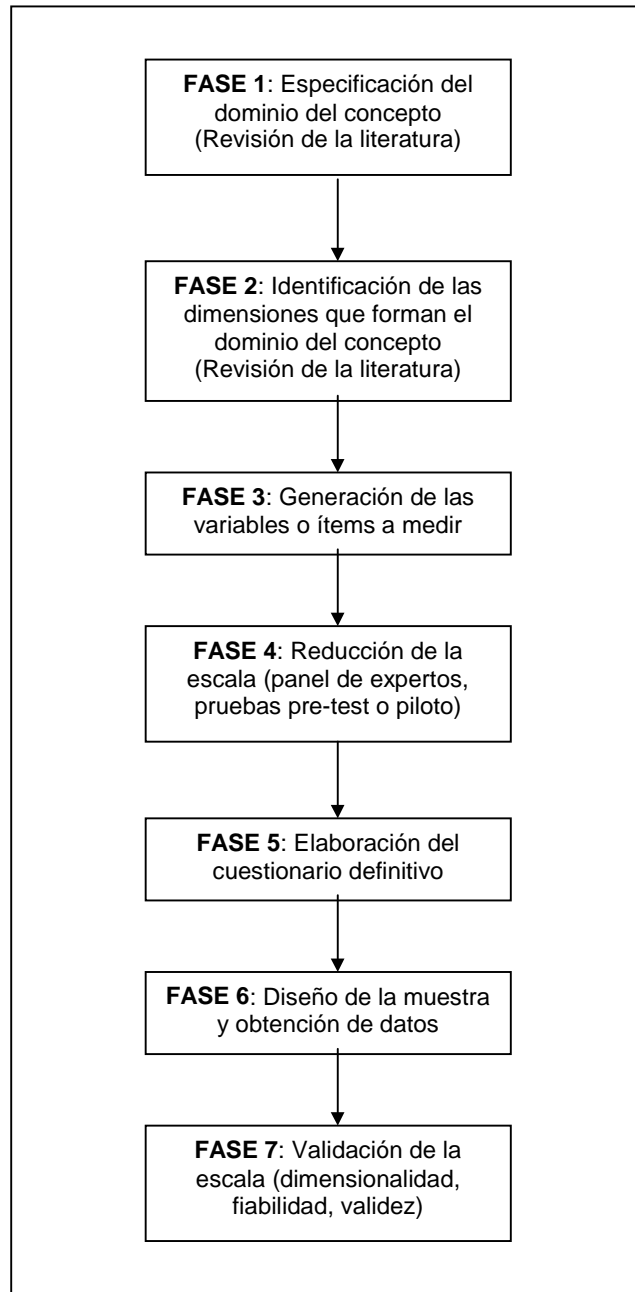 FASE 1: Especificación del
dominio del concepto
(Revisión de la literatura)
FASE 2: Identificación de las
dimensiones que forman el
dominio del concepto
(Revisión de la literatura)
FASE 3: Generación de las
variables o ítems a medir
FASE 4: Reducción de la
escala (panel de expertos,
pruebas pre-test o piloto)
FASE 5: Elaboración del
cuestionario definitivo
FASE 6: Diseño de la muestra
y obtención de datos
FASE 7: Validación de la
escala (dimensionalidad,
fiabilidad, validez)